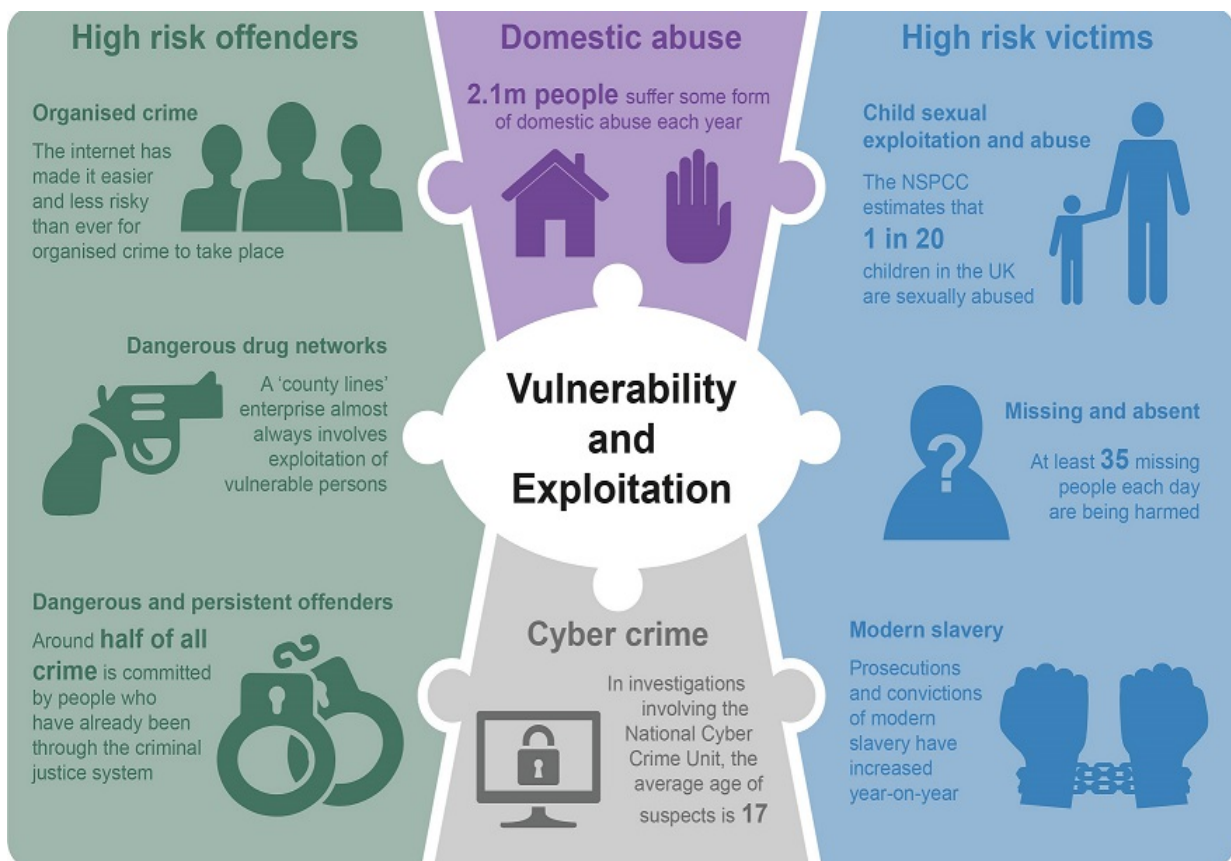 High risk offenders
Organised crime
The internet has
made it easier
and less risky
than ever for
organised crime to take place
Dangerous drug networks
A ‘county lines’
enterprise almost
always involves
exploitation of
vulnerable persons
Dangerous and persistent offenders
Around half of all
crime is committed
by people who
have already been
through the criminal
justice system
Domestic abuse
2.1m people suffer some form
of domestic abuse each year
Vulnerability
and
Exploitation
Cyber crime
In investigations
involving the
National Cyber
Crime Unit, the
average age of
suspects is 17
High risk victims
Child sexual
exploitation and abuse
The NSPCC
estimates that
1 in 20
children in the UK
are sexually abused
Missing and absent
?
At least 35 missing
people each day
are being harmed
Modern slavery
Prosecutions
and convictions
of modern
slavery have
increased
year-on-year